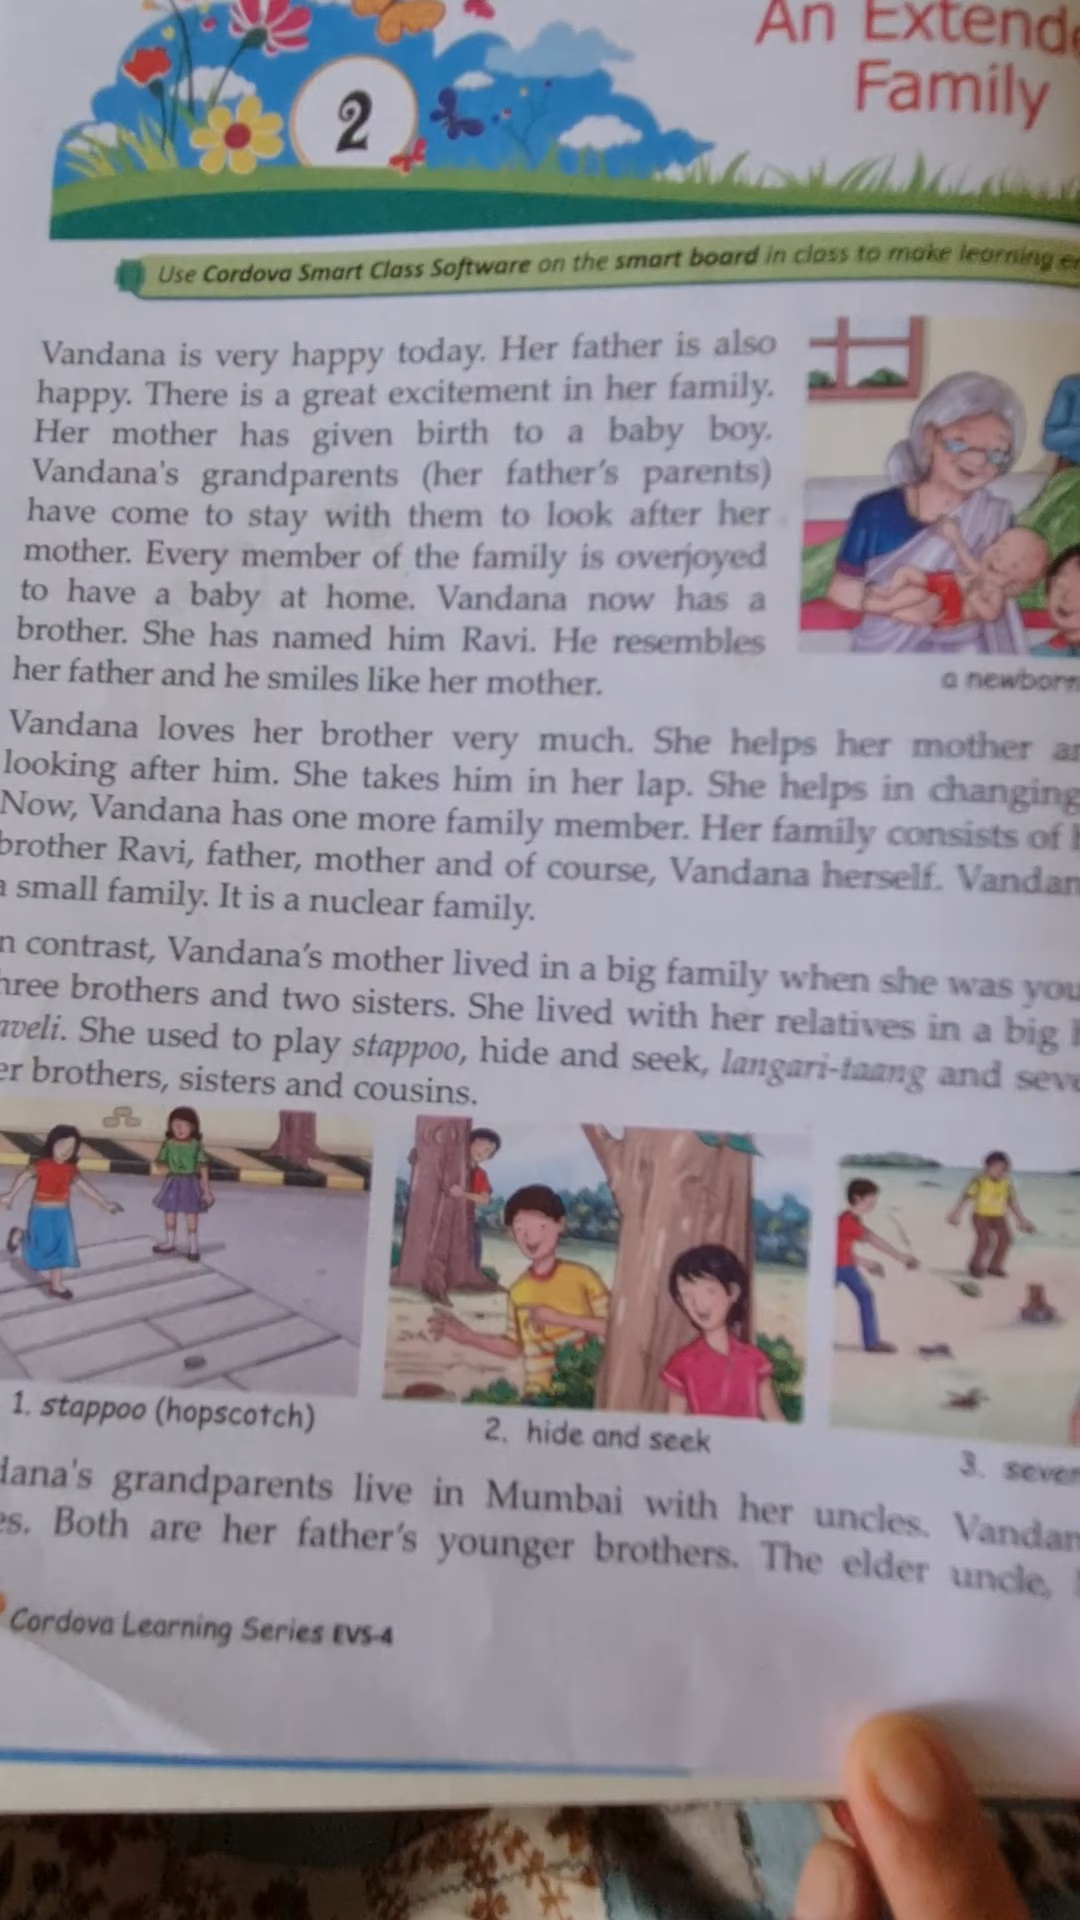 2
An Extend
Family
Use Cordova Smart Class Software on the smart board in class to make learning
Vandana is very happy today. Her father is also
happy. There is a great excitement in her family.
Her mother has given birth to a baby boy.
Vandana's grandparents (her father's parents)
have come to stay with them to look after her
mother. Every member of the family is overjoyed
to have a baby at home. Vandana now has a
brother. She has named him Ravi. He resembles
her father and he smiles like her mother.
a newborn
Vandana loves her brother very much. She helps her mother
looking after him. She takes him in her lap. She helps in changing
Now, Vandana has one more family member. Her family consists of
brother Ravi, father, mother and of course, Vandana herself. Vandan
a small family. It is a nuclear family.
n contrast, Vandana's mother lived in a big family when she was you
hree brothers and two sisters. She lived with her relatives in a big
aveli. She used to play stappoo, hide and seek, langari-taang and seve
er brothers, sisters and cousins.
1. stappoo (hopscotch)
2. hide and seek
3. seven
dana's grandparents live in Mumbai with her uncles. Vandan
es. Both are her father's younger brothers. The elder uncle,
Cordova Learning Series EVS-4